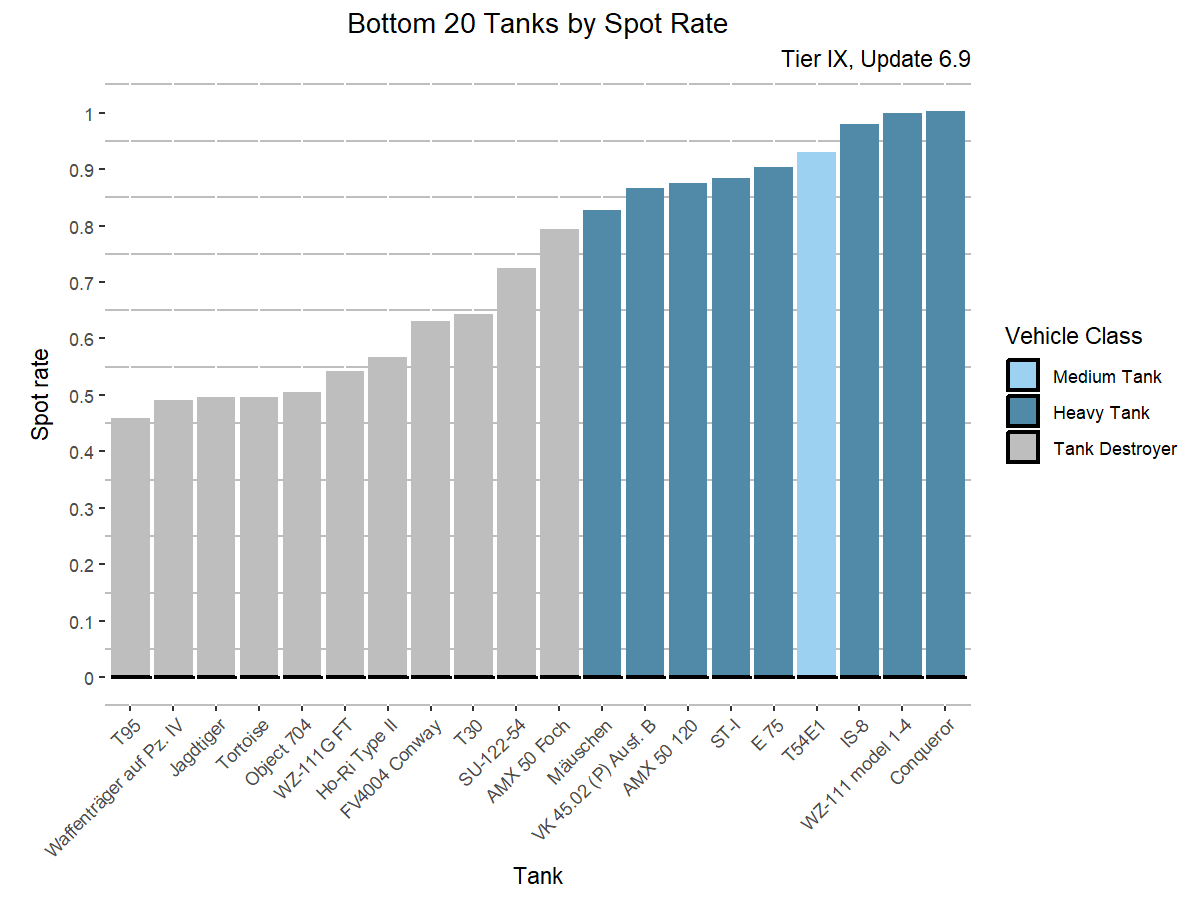 Bottom 20 Tanks by Spot Rate
Tier IX, Update 6.9
Spot rate
1
0.9
0.8
0.7
0.6
0.5
0.4
0.3
0.2
0.1
0
T95
Waffenträger auf Pz. IV
Jagdtiger
Tortoise
Object 704
WZ-111G FT
Ho-Ri Type II
FV4004 Conway
T30
SU-122-54
AMX 50 Foch
Mäuschen
VK 45.02 (P) Ausf. B
AMX 50 120
ST-I
E 75
T54E1
IS-8
WZ-111 model 1-4
Conqueror
Tank
Vehicle Class
Medium Tank
Heavy Tank
Tank Destroyer